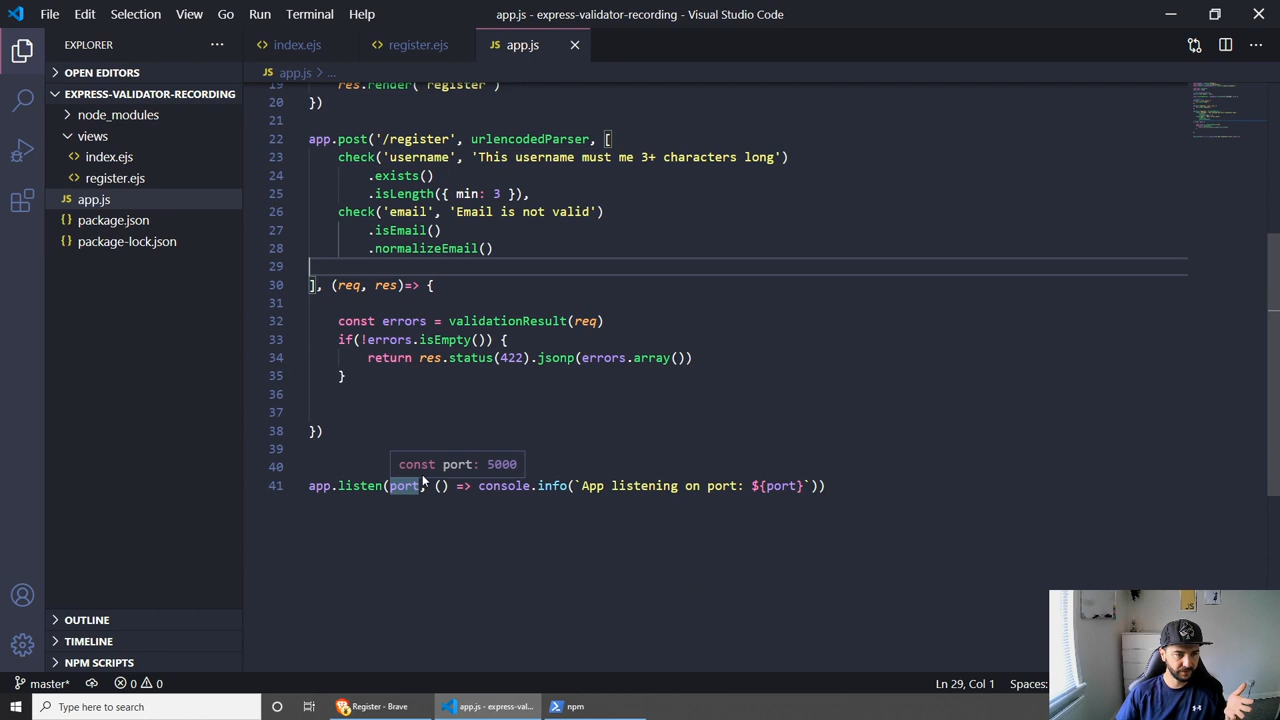 File Edit Selection View Go Run Terminal Help
app.js - express-validator-recording - Visual Studio Code
EXPLORER
index.ejs
register.ejs
JS app.js
OPEN EDITORS
EXPRESS-VALIDATOR-RECORDING
node_modules
views
index.ejs
register.ejs
JS app.js
{} package.json
{} package-lock.json
OUTLINE
TIMELINE
NPM SCRIPTS
JS app.js > ...
19 res.render('register')
20 })
21
22 app.post('/register', urlencodedParser, [
23 check('username', 'This username must me 3+ characters long')
24 .exists()
25 .isLength({ min: 3 }),
26 check('email', 'Email is not valid')
27 .isEmail()
28 .normalizeEmail()
29
30 ], (req, res)=> {
31
32 const errors = validationResult(req)
33 if(!errors.isEmpty()) {
34 return res.status(422).jsonp(errors.array())
35 }
36
37
38 })
39
40
const port: 5000
41 app.listen(port, () => console.info(`App listening on port: ${port}`))
master* 0 0
Ln 29, Col 1 Spaces:
Type here to search
Register - Brave
app.js - express-val...
npm